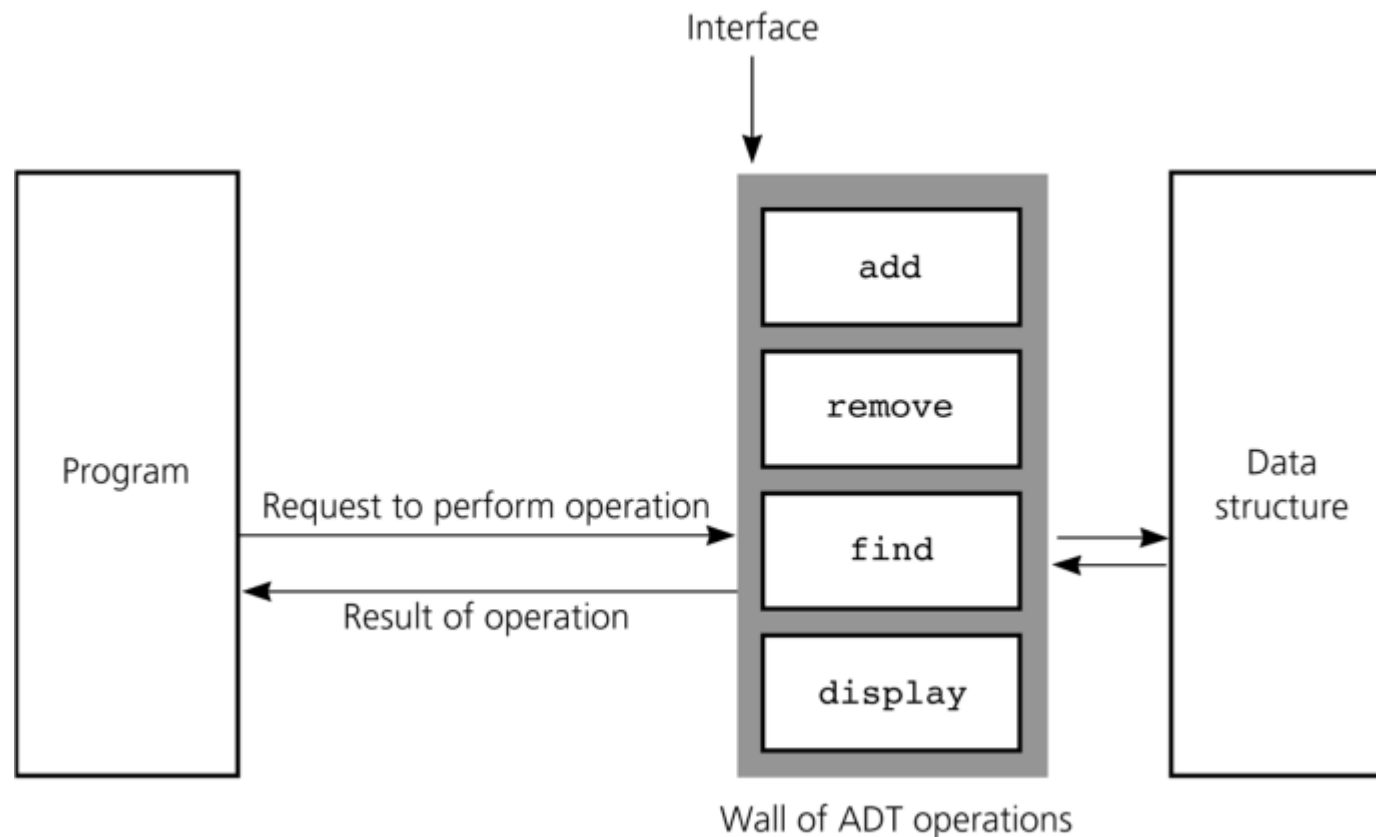 Interface
add
remove
Program
Request to perform operation
find
Result of operation
display
Data
structure
Wall of ADT operations